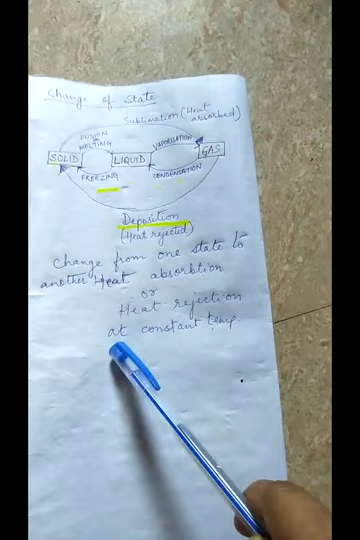 Change of State
Sublimation (Heat
absorbed)
FUSION
OR
MELTING
VAPORISATION
SOLID
LIQUID
GAS
FREEZING
CONDENSATION
Deposition
(Heat rejected)
Change from one state to
another Heat absorbtion
or
Heat rejection
at constant temp.